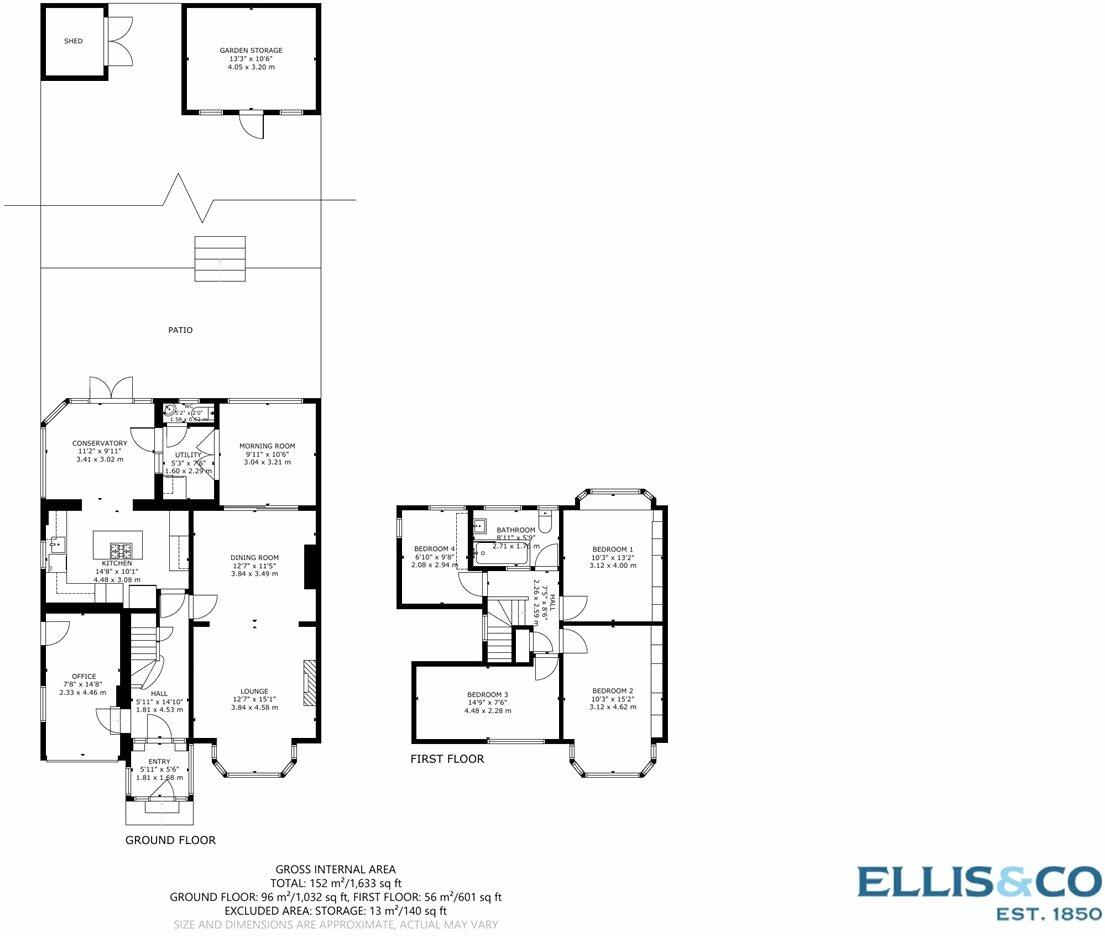 SHED
GARDEN STORAGE
13'3" x 10'6"
4.05 x 3.20 m
PATIO
CONSERVATORY
11'2" x 9'11"
3.41 x 3.02 m
WC
5'2" x 2'0"
1.58 x 0.62 m
UTILITY
5'3" x 7'6"
1.60 x 2.29 m
MORNING ROOM
9'11" x 10'6"
3.04 x 3.21 m
KITCHEN
14'8" x 10'1"
4.48 x 3.08 m
DINING ROOM
12'7" x 11'5"
3.84 x 3.49 m
OFFICE
7'8" x 14'8"
2.33 x 4.46 m
HALL
5'11" x 14'10"
1.81 x 4.53 m
LOUNGE
12'7" x 15'1"
3.84 x 4.58 m
ENTRY
5'11" x 5'6"
1.81 x 1.68 m
GROUND FLOOR
BEDROOM 4
6'10" x 9'8"
2.08 x 2.94 m
BATHROOM
8'11" x 5'9"
2.71 x 1.76 m
BEDROOM 1
10'3" x 13'2"
3.12 x 4.00 m
HALL
7'5" x 8'6"
2.26 x 2.59 m
BEDROOM 3
14'9" x 7'6"
4.48 x 2.28 m
BEDROOM 2
10'3" x 15'2"
3.12 x 4.62 m
FIRST FLOOR
GROSS INTERNAL AREA
TOTAL: 152 m²/1,633 sq ft
GROUND FLOOR: 96 m²/1,032 sq ft, FIRST FLOOR: 56 m²/601 sq ft
EXCLUDED AREA: STORAGE: 13 m²/140 sq ft
SIZE AND DIMENSIONS ARE APPROXIMATE, ACTUAL MAY VARY
ELLIS&CO
EST. 1850